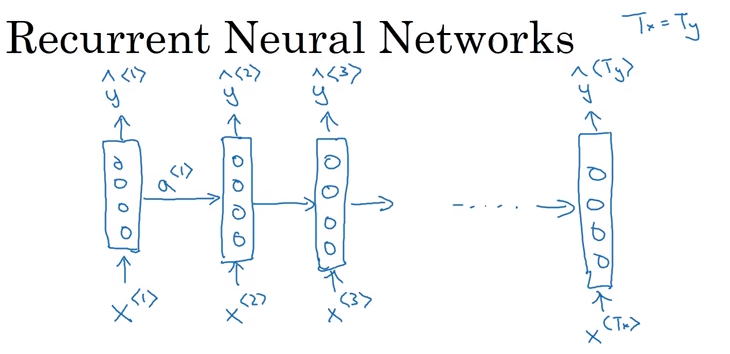 Recurrent Neural Networks
Tx = Ty
ŷ<1> ŷ<2> ŷ<3> ŷ<Ty>
a<1>
x<1> x<2> x<3> x<Tx>